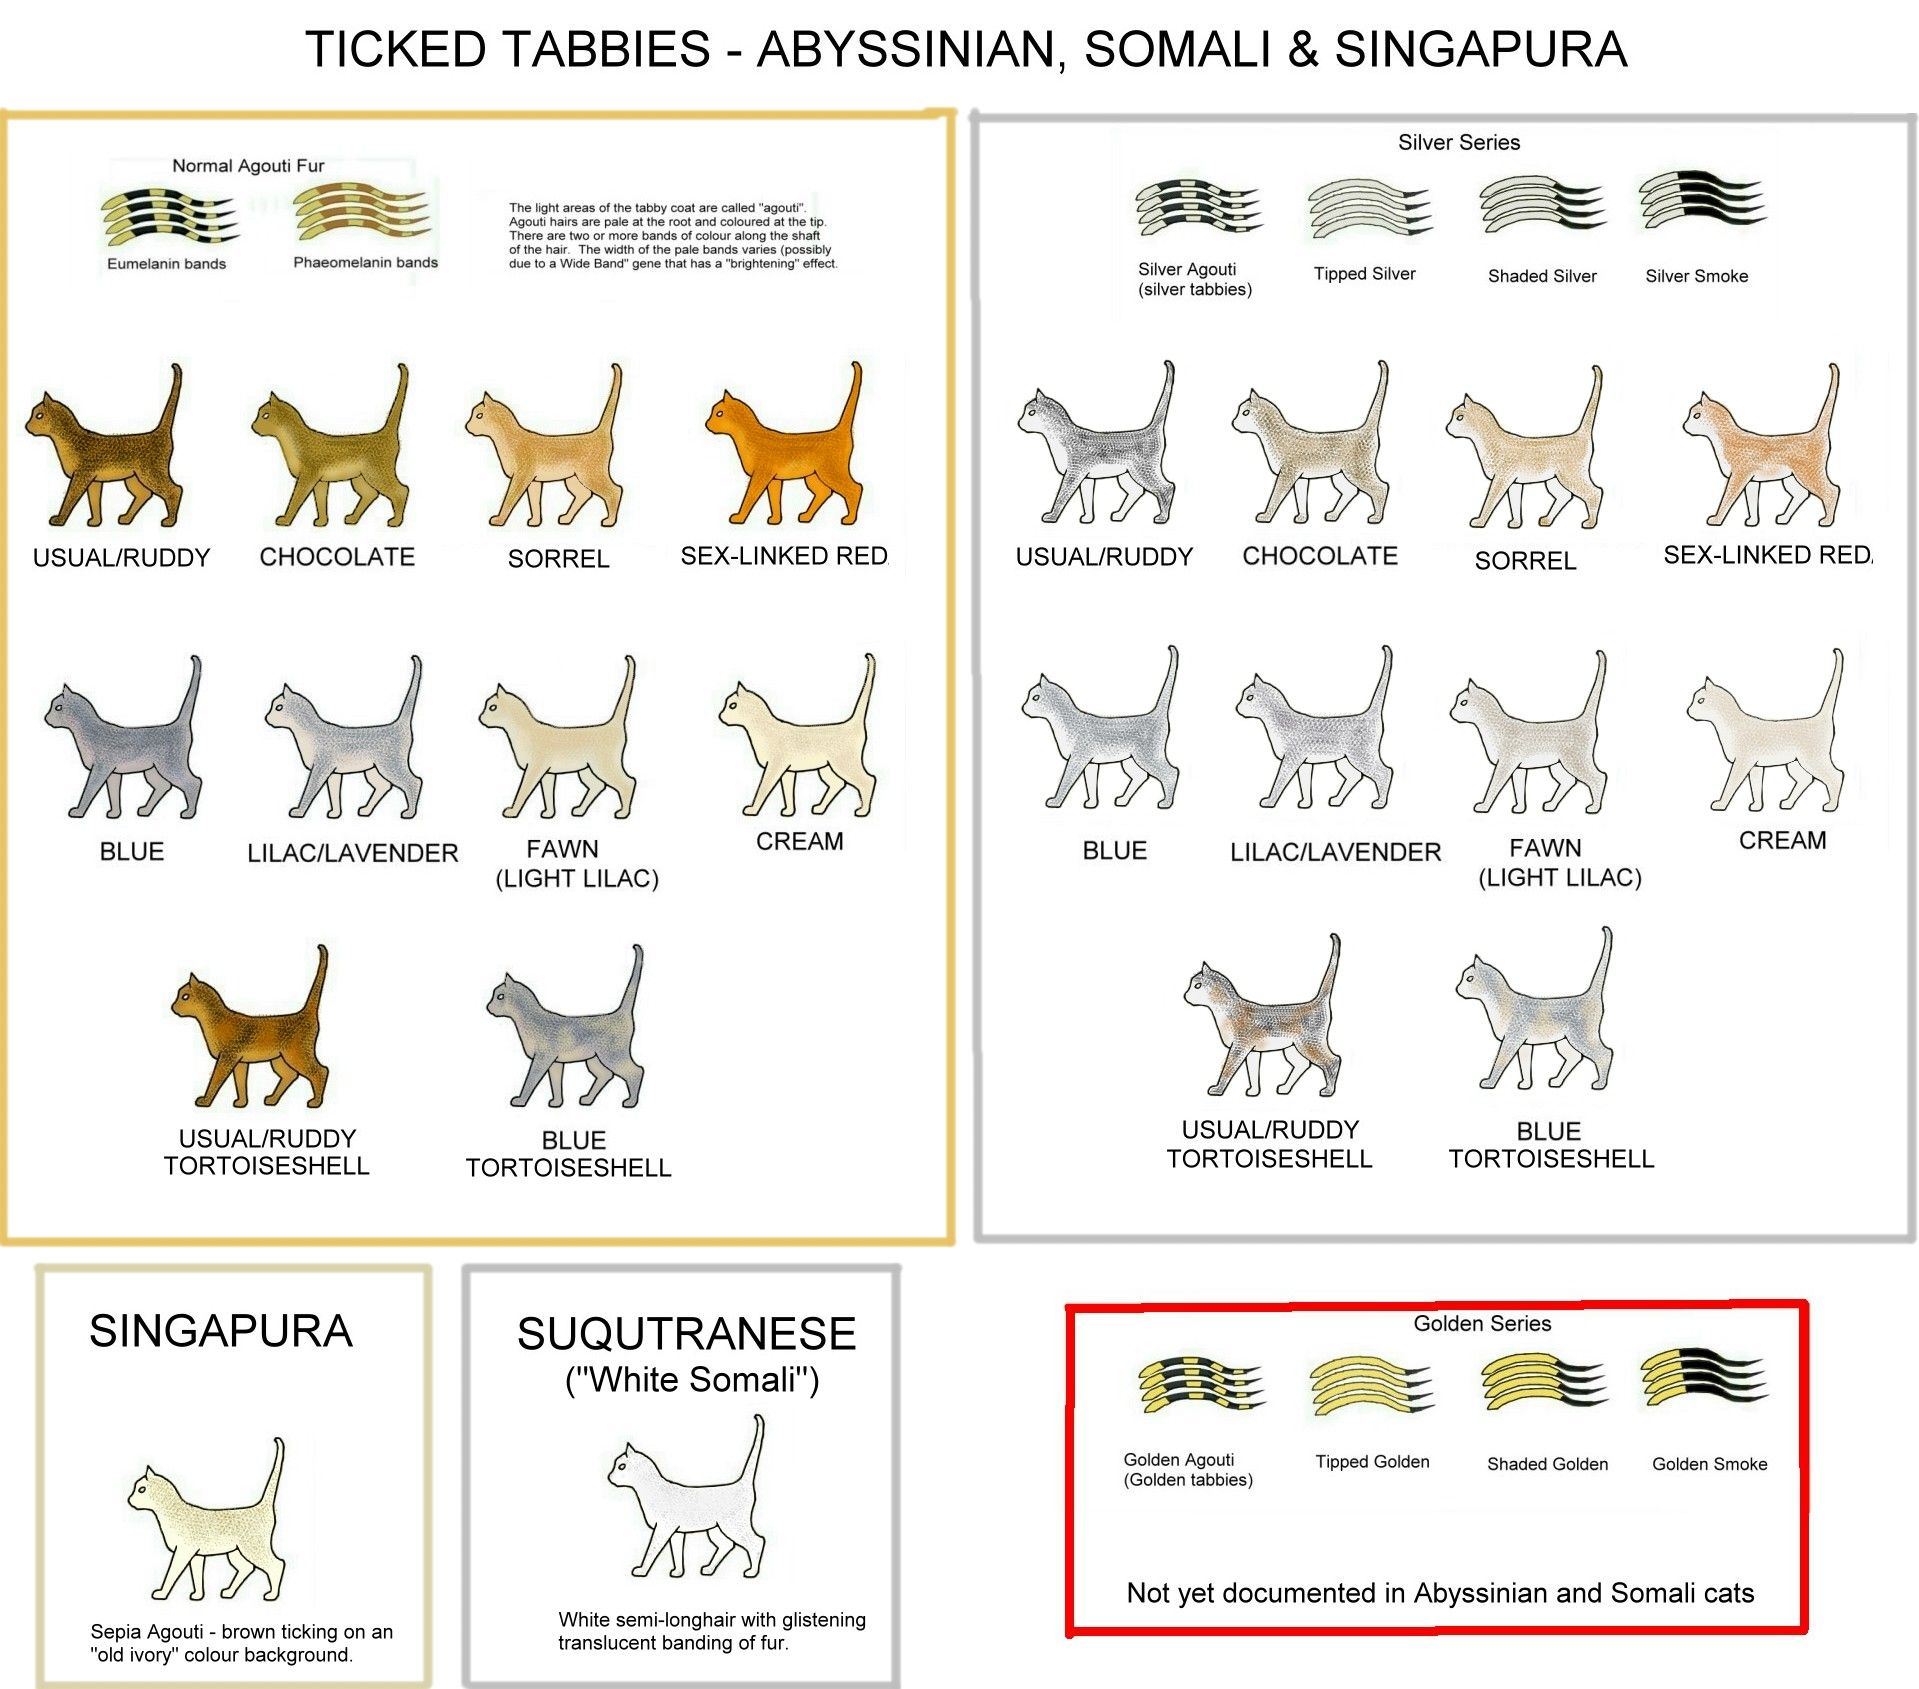 TICKED TABBIES - ABYSSINIAN, SOMALI & SINGAPURA
Normal Agouti Fur
Eumelanin bands
Phaeomelanin bands
The light areas of the tabby coat are called "agouti".
Agouti hairs are pale at the root and coloured at the tip.
There are two or more bands of colour along the shaft
of the hair. The width of the pale bands varies (possibly
due to a Wide Band" gene that has a "brightening" effect.
USUAL/RUDDY
CHOCOLATE
SORREL
SEX-LINKED RED
BLUE
LILAC/LAVENDER
FAWN
(LIGHT LILAC)
CREAM
USUAL/RUDDY
TORTOISESHELL
BLUE
TORTOISESHELL
Silver Series
Silver Agouti
(silver tabbies)
Tipped Silver
Shaded Silver
Silver Smoke
USUAL/RUDDY
CHOCOLATE
SORREL
SEX-LINKED RED
BLUE
LILAC/LAVENDER
FAWN
(LIGHT LILAC)
CREAM
USUAL/RUDDY
TORTOISESHELL
BLUE
TORTOISESHELL
SINGAPURA
Sepia Agouti - brown ticking on an
"old ivory" colour background.
SUQUTRANESE
("White Somali")
White semi-longhair with glistening
translucent banding of fur.
Golden Series
Golden Agouti
(Golden tabbies)
Tipped Golden
Shaded Golden
Golden Smoke
Not yet documented in Abyssinian and Somali cats